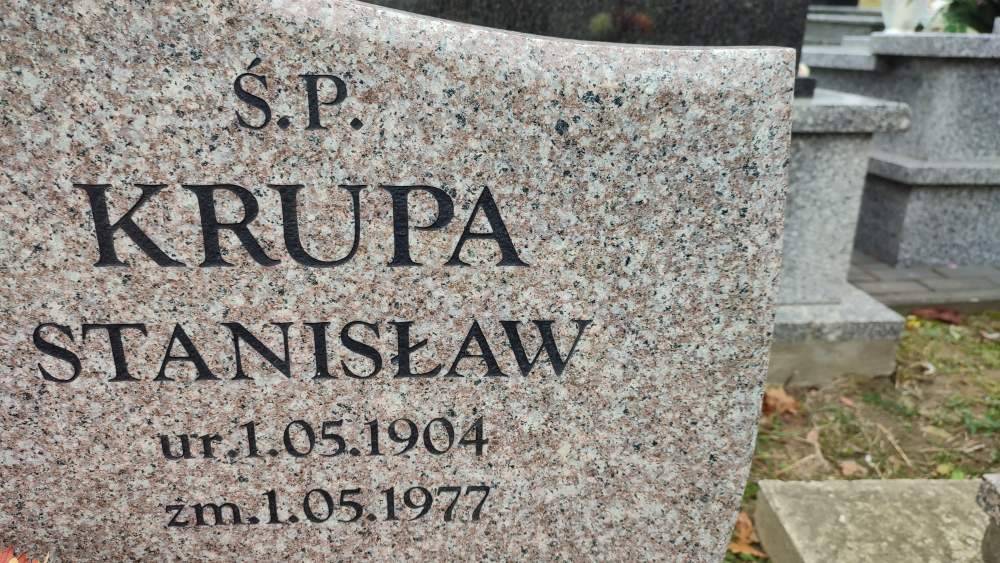 Ś.P.
KRUPA
STANISŁAW
ur.1.05.1904
zm.1.05.1977